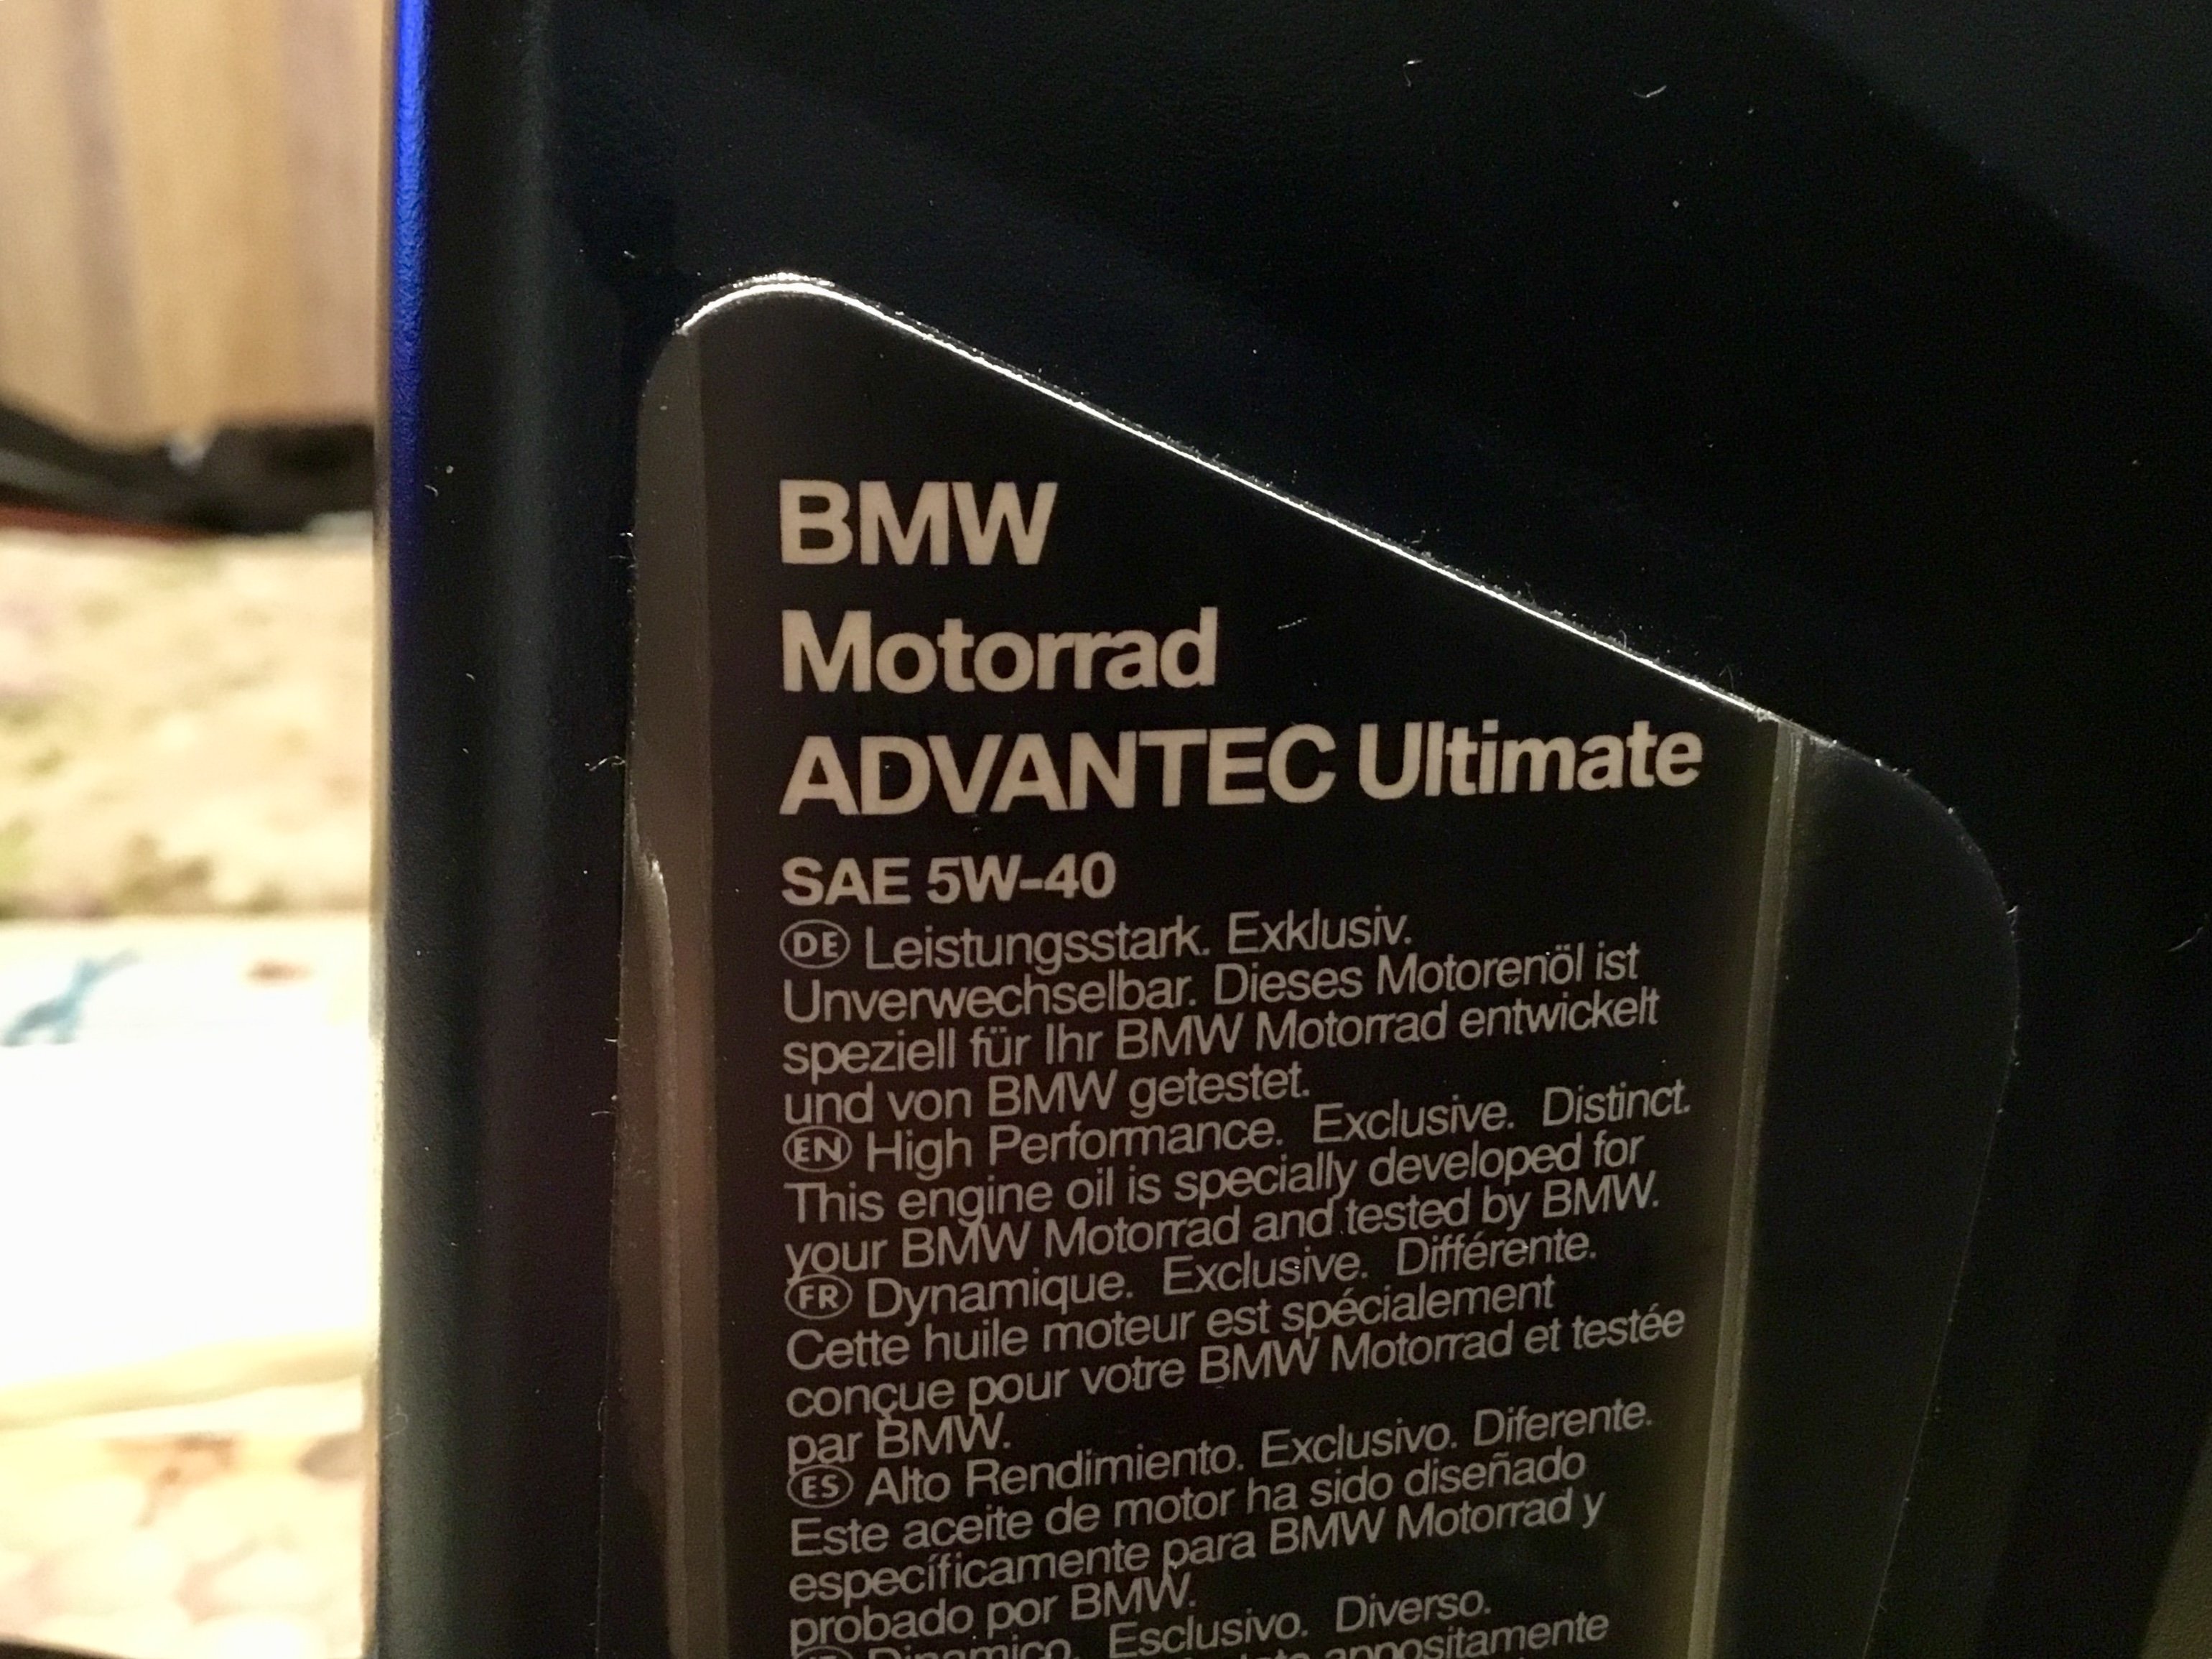 BMW
Motorrad
ADVANTEC Ultimate
SAE 5W-40
DE Leistungsstark. Exklusiv.
Unverwechselbar. Dieses Motorenöl ist
speziell für Ihr BMW Motorrad entwickelt
und von BMW getestet.
EN High Performance. Exclusive. Distinct.
This engine oil is specially developed for
your BMW Motorrad and tested by BMW.
FR Dynamique. Exclusive. Différente.
Cette huile moteur est spécialement
conçue pour votre BMW Motorrad et testée
par BMW.
ES Alto Rendimiento. Exclusivo. Diferente.
Este aceite de motor ha sido diseñado
específicamente para BMW Motorrad y
probado por BMW.
Dinamico. Esclusivo. Diverso.
appositamente